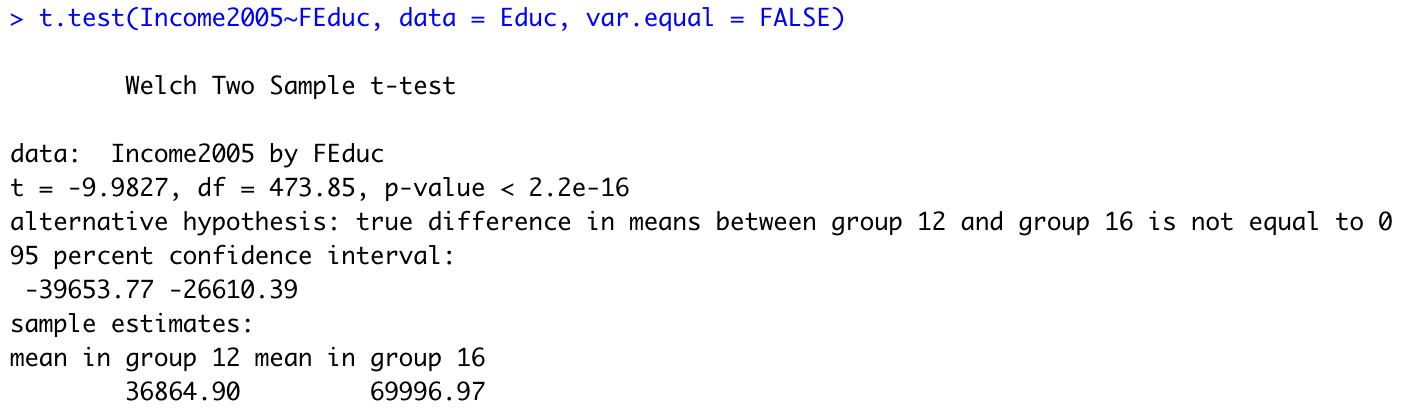 > t.test(Income2005~FEduc, data = Educ, var.equal = FALSE)
Welch Two Sample t-test
data:  Income2005 by FEduc
t = -9.9827, df = 473.85, p-value < 2.2e-16
alternative hypothesis: true difference in means between group 12 and group 16 is not equal to 0
95 percent confidence interval:
-39653.77 -26610.39
sample estimates:
mean in group 12 mean in group 16
36864.90         69996.97